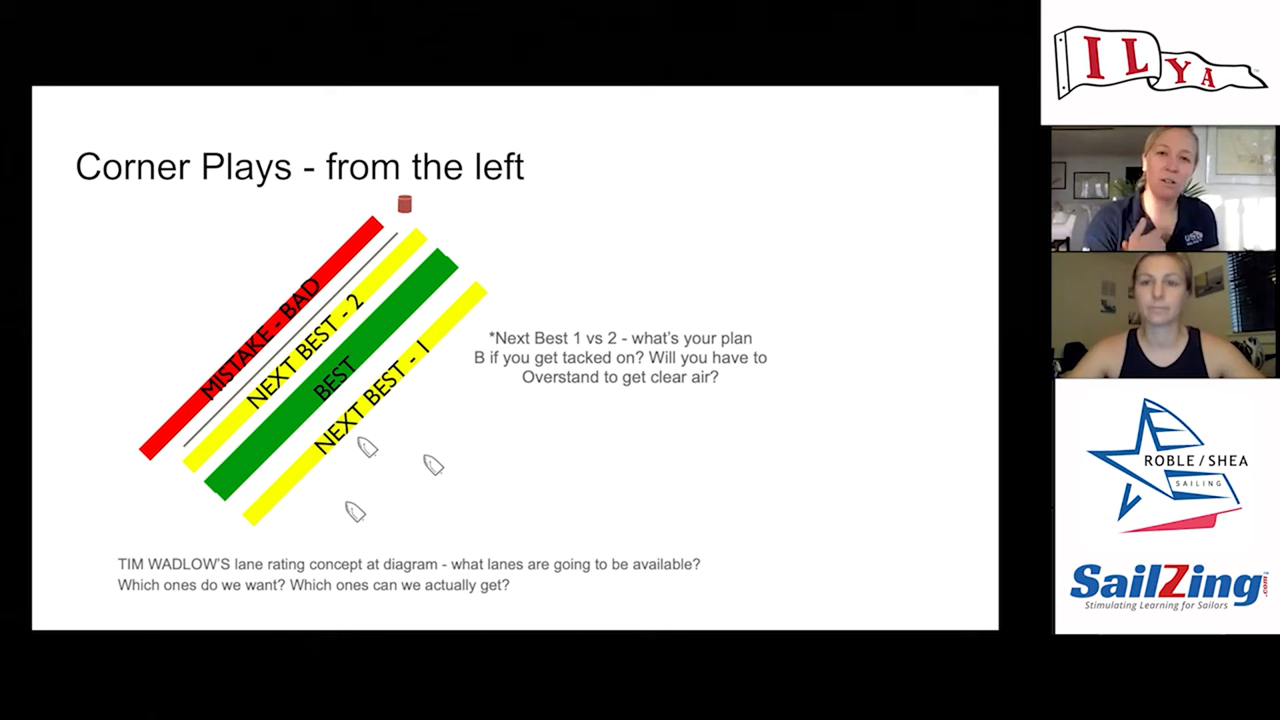 ILYA
Corner Plays - from the left
MISTAKE - BAD
NEXT BEST - 2
BEST
NEXT BEST - 1
*Next Best 1 vs 2 - what's your plan
B if you get tacked on? Will you have to
Overstand to get clear air?
TIM WADLOW'S lane rating concept at diagram - what lanes are going to be available?
Which ones do we want? Which ones can we actually get?
ROBLE/SHEA
SAILING
SailZing.com!
Stimulating Learning for Sailors